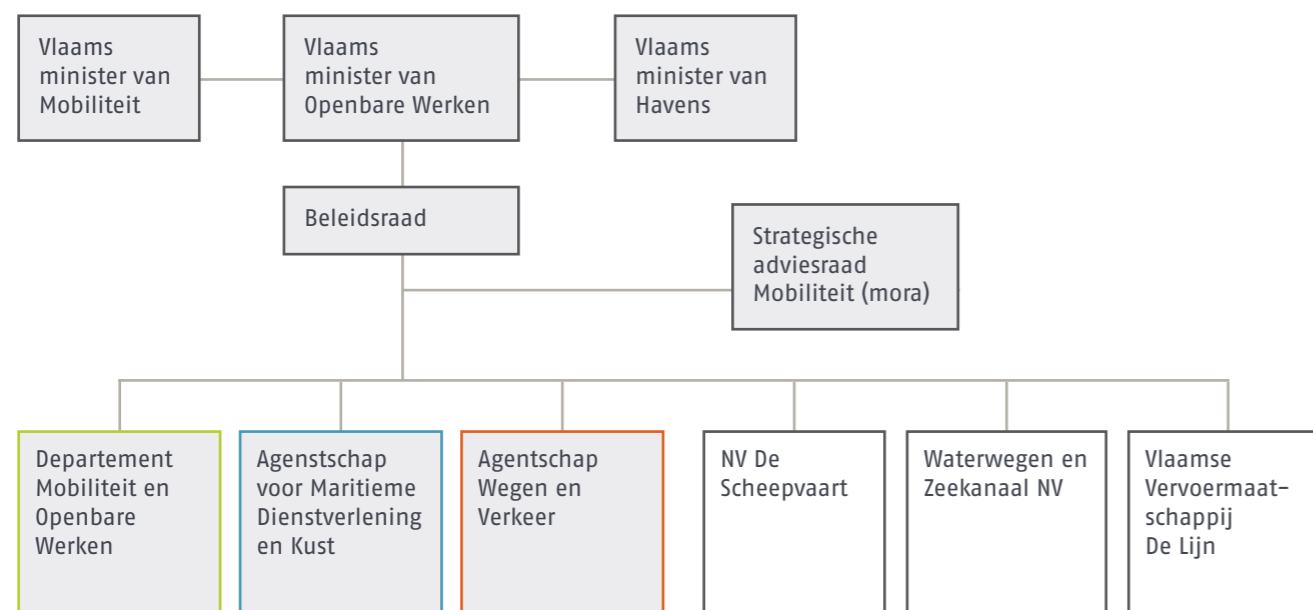 Vlaams
minister van
Mobiliteit
Vlaams
minister van
Openbare Werken
Vlaams
minister van
Havens
Beleidsraad
Strategische
adviesraad
Mobiliteit (mora)
Departement
Mobiliteit en
Openbare
Werken
Agenstschap
voor Maritieme
Dienstverlening
en Kust
Agentschap
Wegen en
Verkeer
NV De
Scheepvaart
Waterwegen en
Zeekanaal NV
Vlaamse
Vervoermaat-
schappij
De Lijn